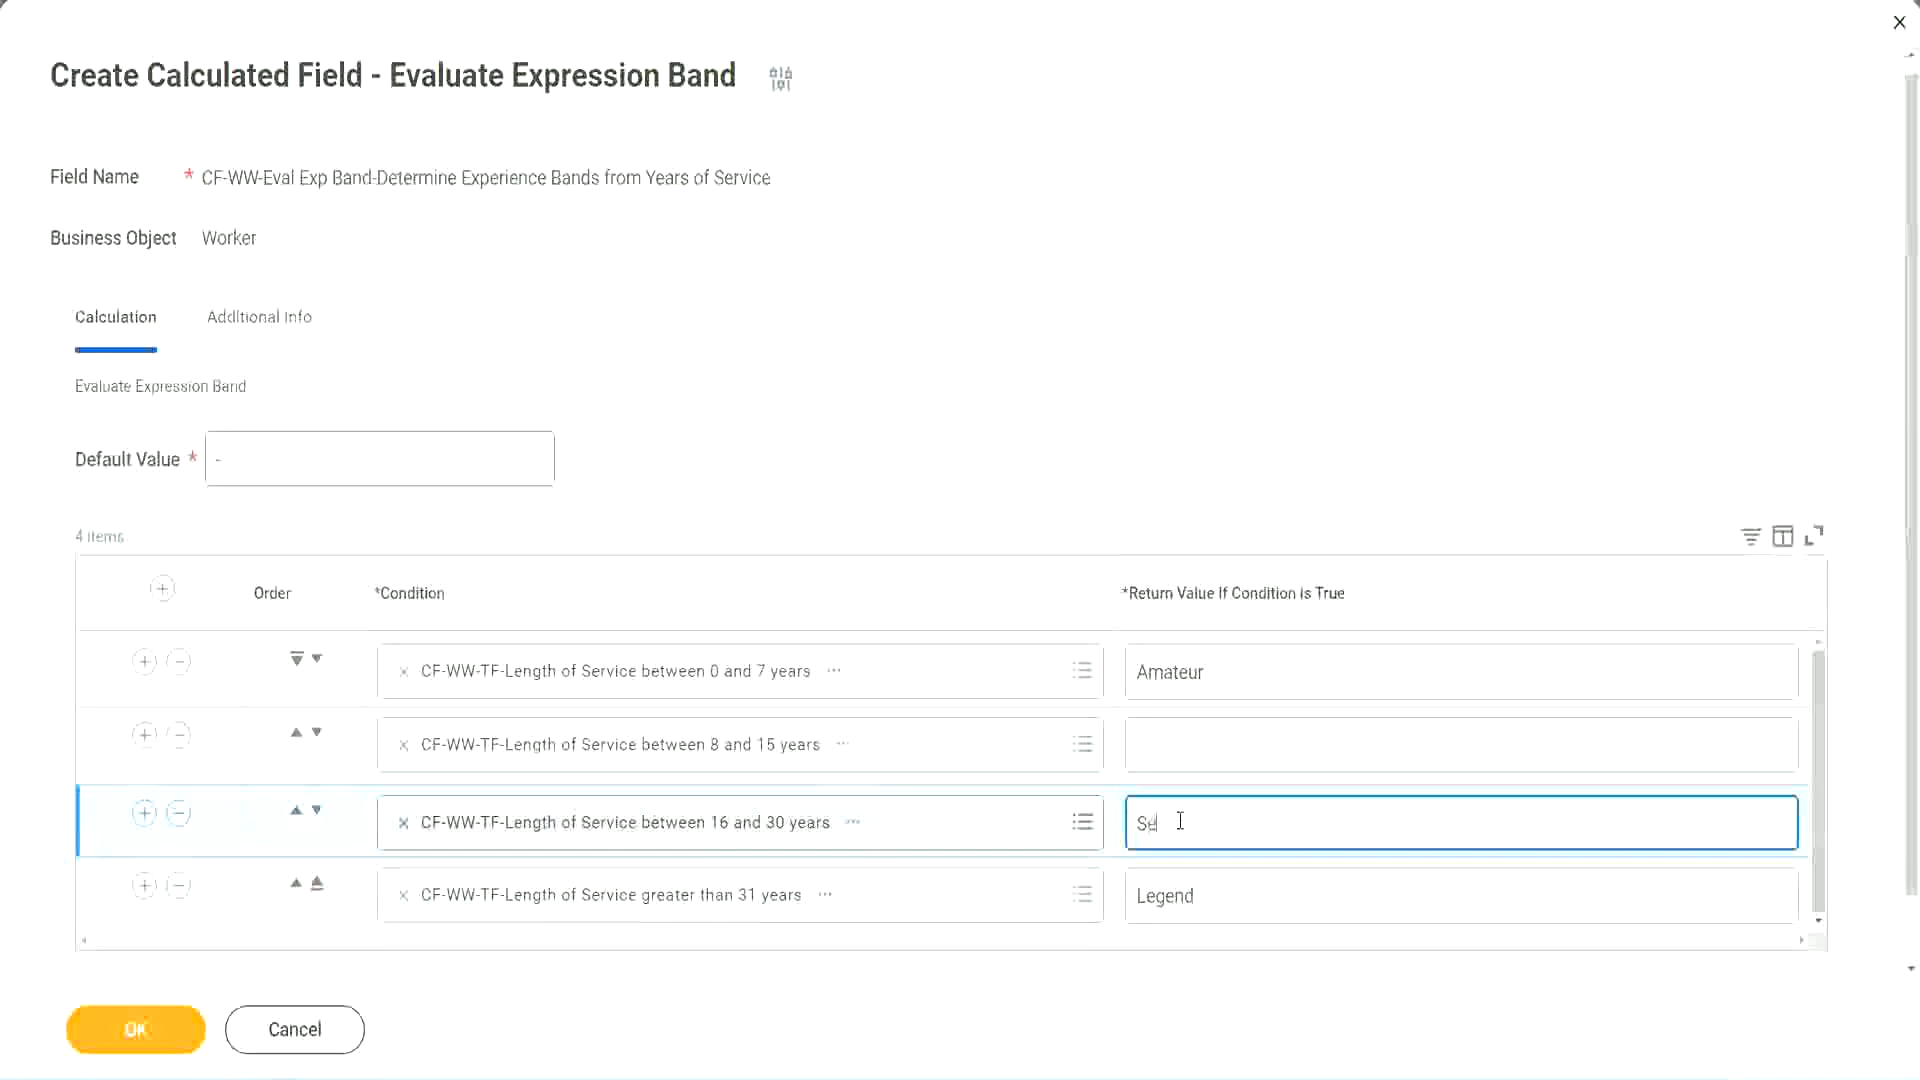 Create Calculated Field - Evaluate Expression Band
Field Name * CF-WW-Eval Exp Band-Determine Experience Bands from Years of Service
Business Object Worker
Calculation Additional Info
Evaluate Expression Band
Default Value * -
4 items
Order *Condition *Return Value If Condition is True
CF-WW-TF-Length of Service between 0 and 7 years ... Amateur
CF-WW-TF-Length of Service between 8 and 15 years ...
CF-WW-TF-Length of Service between 16 and 30 years ...
CF-WW-TF-Length of Service greater than 31 years ... Legend
OK Cancel